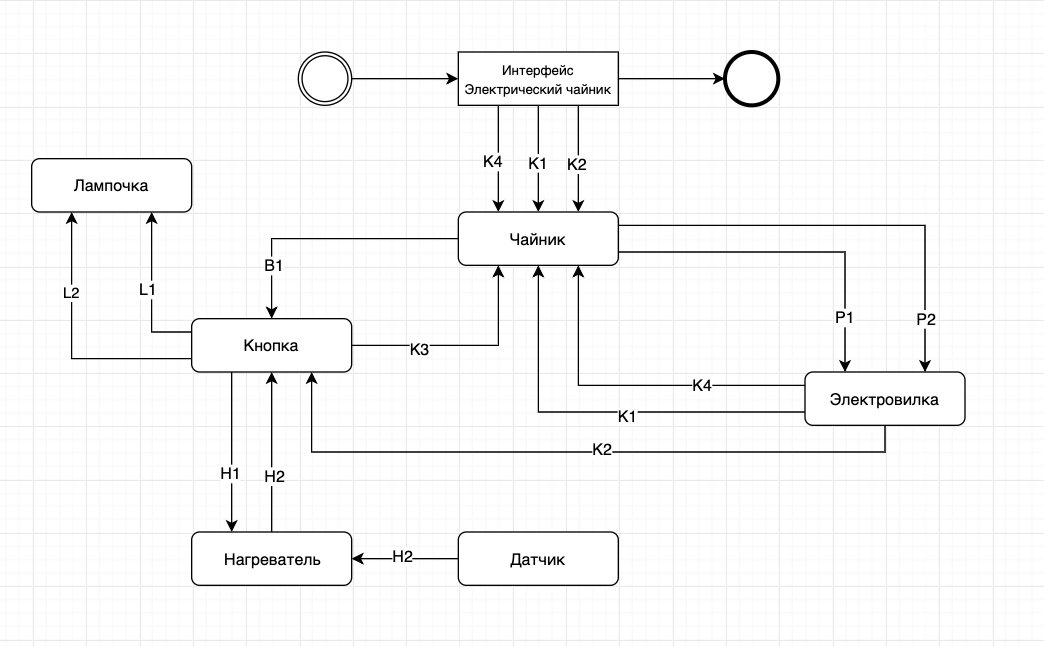 Интерфейс
Электрический чайник
K4
K1
K2
Лампочка
Чайник
B1
L2
L1
P1
P2
Кнопка
K3
K4
Электровилка
K1
K2
H1
H2
Нагреватель
H2
Датчик